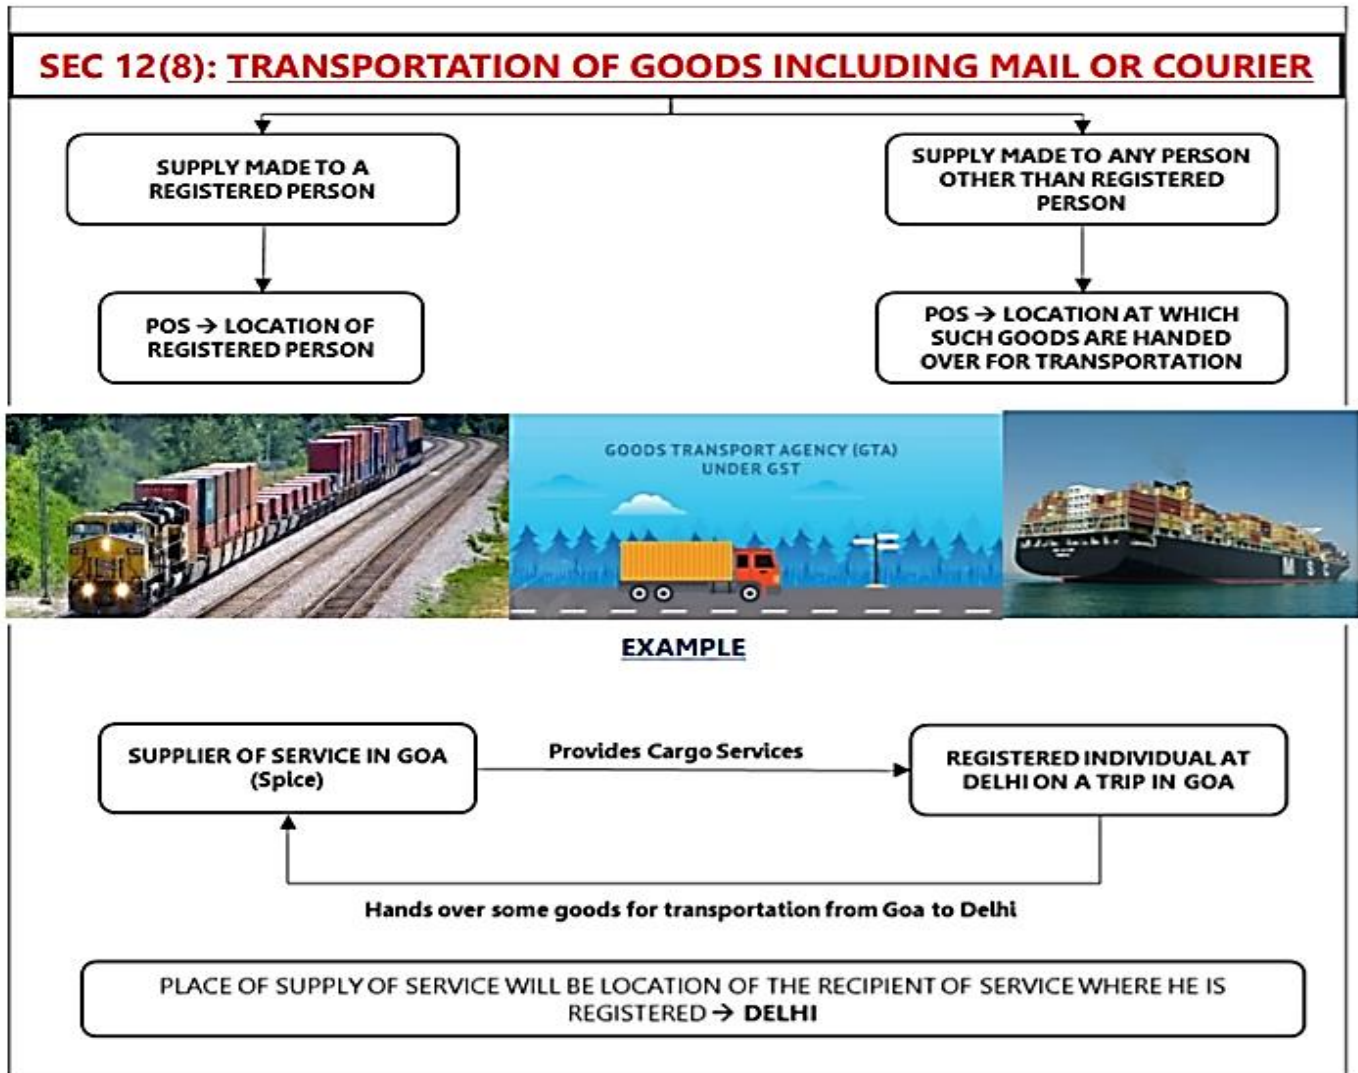 SEC 12(8): TRANSPORTATION OF GOODS INCLUDING MAIL OR COURIER
SUPPLY MADE TO A
REGISTERED PERSON
SUPPLY MADE TO ANY PERSON
OTHER THAN REGISTERED
PERSON
POS → LOCATION OF
REGISTERED PERSON
POS → LOCATION AT WHICH
SUCH GOODS ARE HANDED
OVER FOR TRANSPORTATION
GOODS TRANSPORT AGENCY (GTA)
UNDER GST
M S C
EXAMPLE
SUPPLIER OF SERVICE IN GOA
(Spice)
Provides Cargo Services
REGISTERED INDIVIDUAL AT
DELHI ON A TRIP IN GOA
Hands over some goods for transportation from Goa to Delhi
PLACE OF SUPPLY OF SERVICE WILL BE LOCATION OF THE RECIPIENT OF SERVICE WHERE HE IS
REGISTERED → DELHI